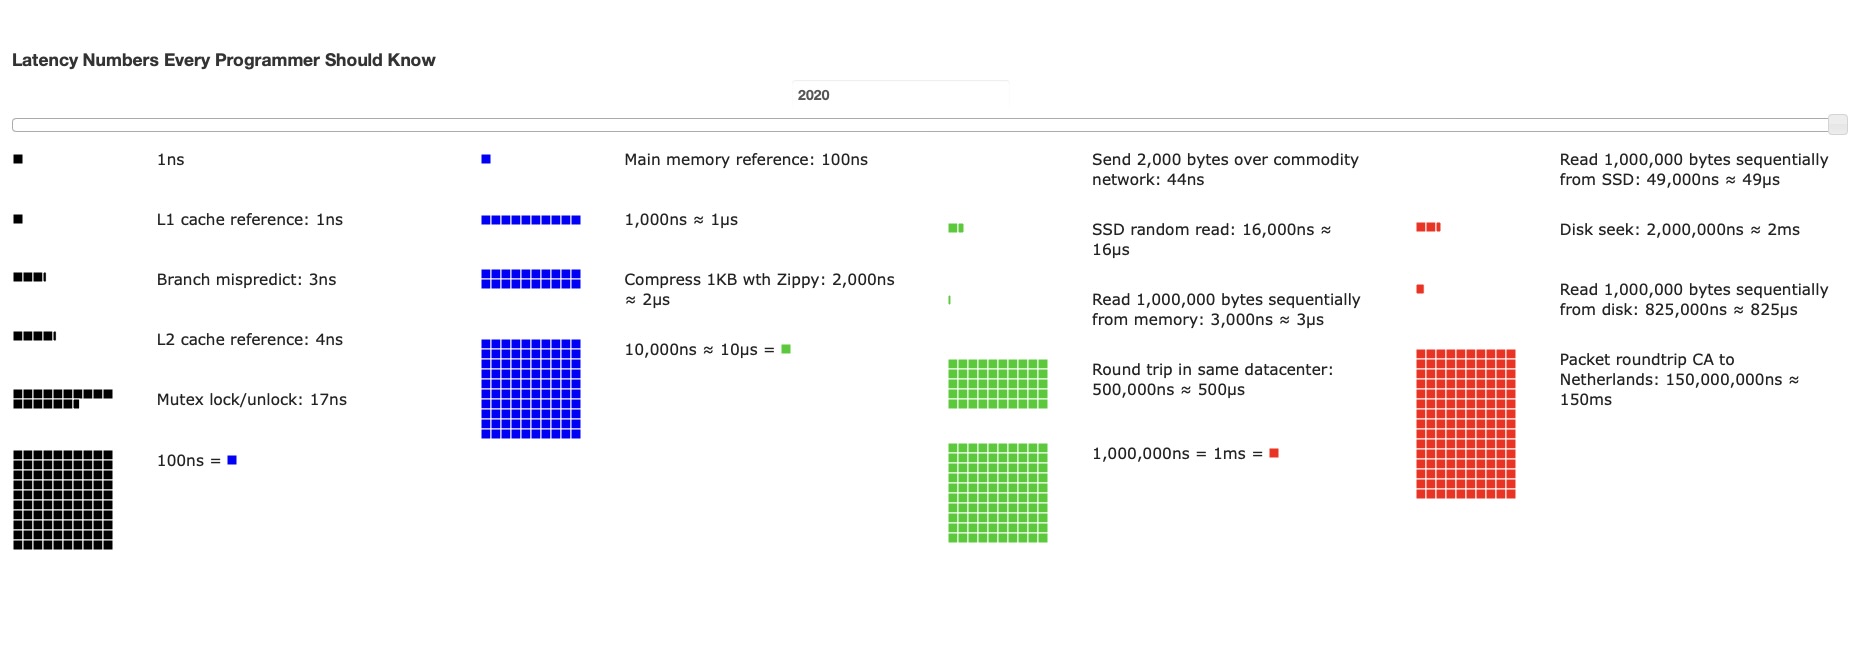 Latency Numbers Every Programmer Should Know
2020
1ns
L1 cache reference: 1ns
Branch mispredict: 3ns
L2 cache reference: 4ns
Mutex lock/unlock: 17ns
100ns =
Main memory reference: 100ns
1,000ns ≈ 1µs
Compress 1KB wth Zippy: 2,000ns
≈ 2µs
10,000ns ≈ 10µs =
Send 2,000 bytes over commodity
network: 44ns
SSD random read: 16,000ns ≈
16µs
Read 1,000,000 bytes sequentially
from memory: 3,000ns ≈ 3µs
Round trip in same datacenter:
500,000ns ≈ 500µs
1,000,000ns = 1ms =
Read 1,000,000 bytes sequentially
from SSD: 49,000ns ≈ 49µs
Disk seek: 2,000,000ns ≈ 2ms
Read 1,000,000 bytes sequentially
from disk: 825,000ns ≈ 825µs
Packet roundtrip CA to
Netherlands: 150,000,000ns ≈
150ms